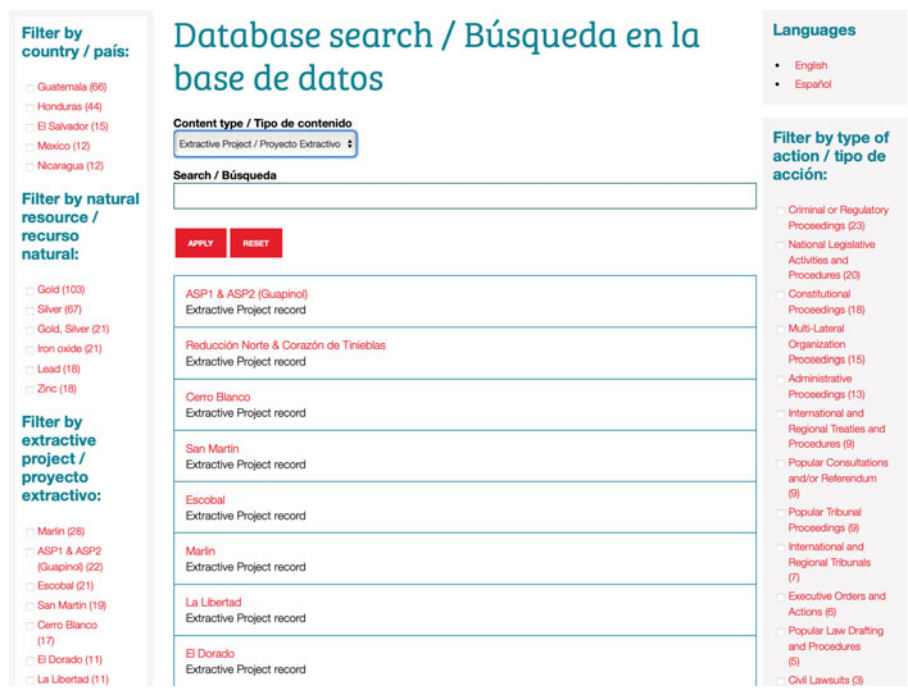 Filter by
country / país:
Guatemala (66)
Honduras (44)
El Salvador (15)
Mexico (12)
Nicaragua (12)
Filter by natural
resource /
recurso
natural:
Gold (103)
Silver (67)
Gold, Silver (21)
Iron oxide (21)
Lead (18)
Zinc (18)
Filter by
extractive
project /
proyecto
extractivo:
Marlin (28)
ASP1 & ASP2
(Guapinol) (22)
Escobal (21)
San Martín (19)
Cerro Blanco
(17)
El Dorado (11)
La Libertad (11)
Database search / Búsqueda en la
base de datos
Content type / Tipo de contenido
Extractive Project / Proyecto Extractivo
Search / Búsqueda
APPLY RESET
ASP1 & ASP2 (Guapinol)
Extractive Project record
Reducción Norte & Corazón de Tinieblas
Extractive Project record
Cerro Blanco
Extractive Project record
San Martín
Extractive Project record
Escobal
Extractive Project record
Marlin
Extractive Project record
La Libertad
Extractive Project record
El Dorado
Extractive Project record
Languages
English
Español
Filter by type of
action / tipo de
acción:
Criminal or Regulatory
Proceedings (23)
National Legislative
Activities and
Procedures (20)
Constitutional
Proceedings (18)
Multi-Lateral
Organization
Proceedings (15)
Administrative
Proceedings (13)
International and
Regional Treaties and
Procedures (9)
Popular Consultations
and/or Referendum
(9)
Popular Tribunal
Proceedings (9)
International and
Regional Tribunals
(7)
Executive Orders and
Actions (6)
Popular Law Drafting
and Procedures
(5)
Civil Lawsuits (3)